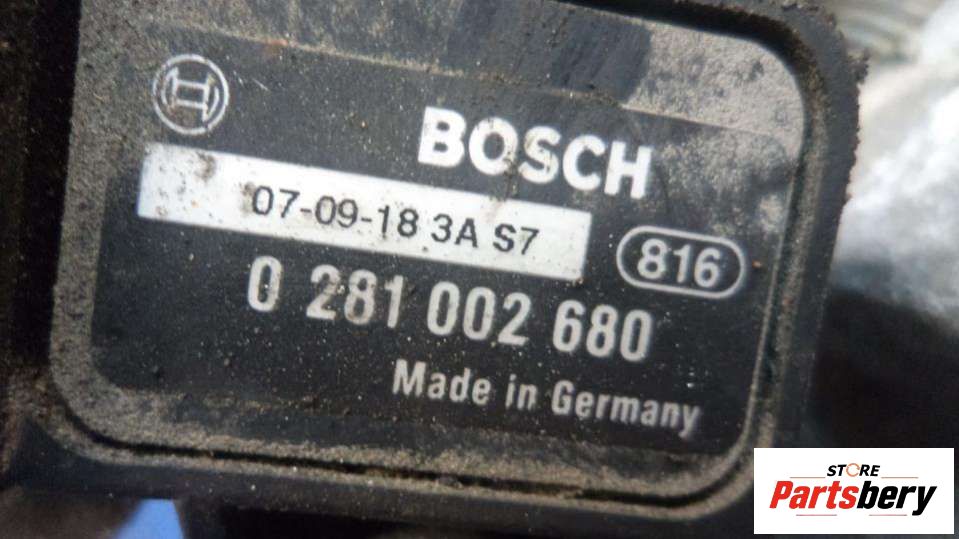 BOSCH
07-09-18 3A S7
816
0 281 002 680
Made in Germany
STORE
Partsbery